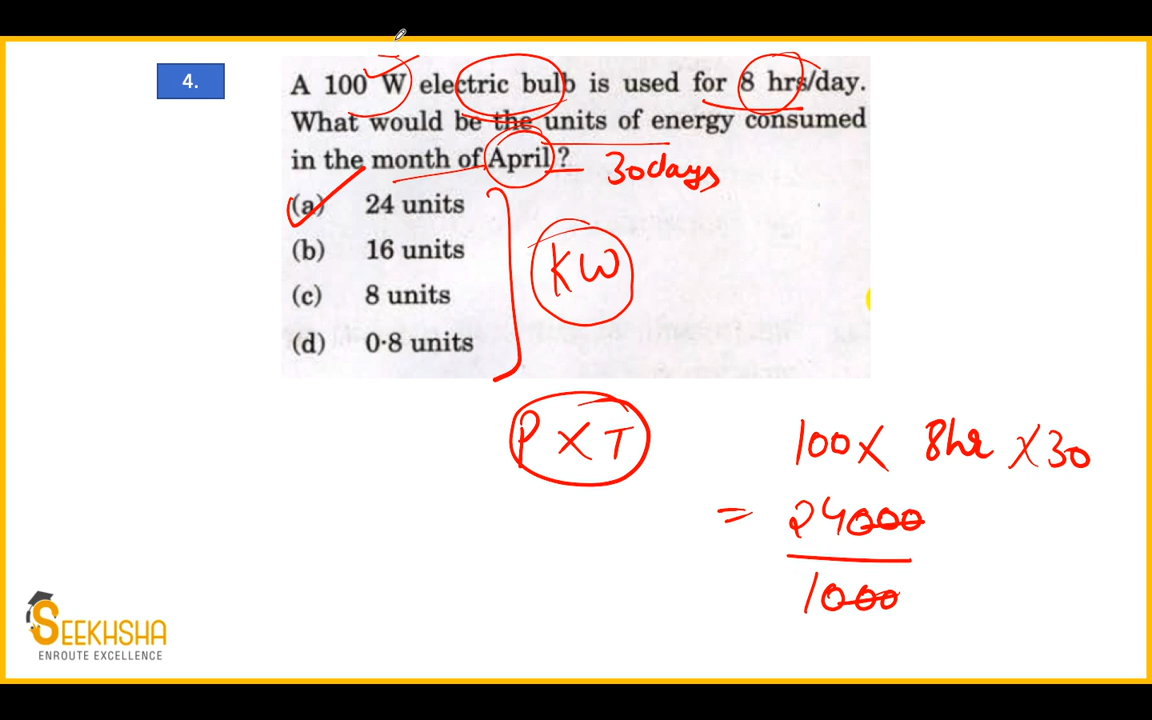 4.
A 100 W electric bulb is used for 8 hrs/day.
What would be the units of energy consumed
in the month of April ?
30days
(a) 24 units
(b) 16 units
(c) 8 units
(d) 0·8 units
KW
P X T
100 X 8hr X 30
= 24000
1000
SEEKHSHA
ENROUTE EXCELLENCE